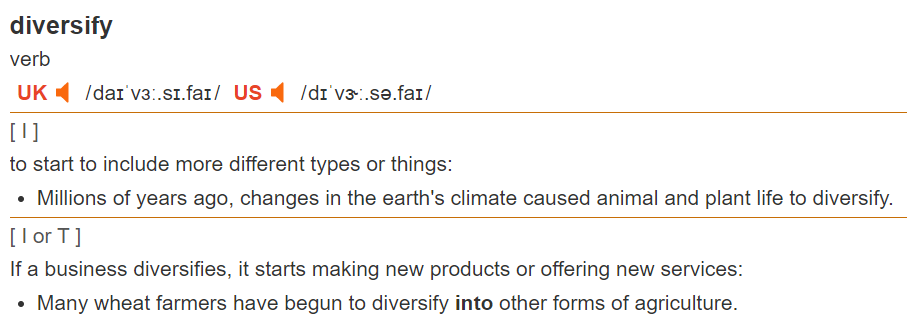 diversify
verb
UK /daɪˈvɜː.sɪ.faɪ/ US /dɪˈvɝː.sə.faɪ/
[ I ]
to start to include more different types or things:
• Millions of years ago, changes in the earth's climate caused animal and plant life to diversify.
[ I or T ]
If a business diversifies, it starts making new products or offering new services:
• Many wheat farmers have begun to diversify into other forms of agriculture.